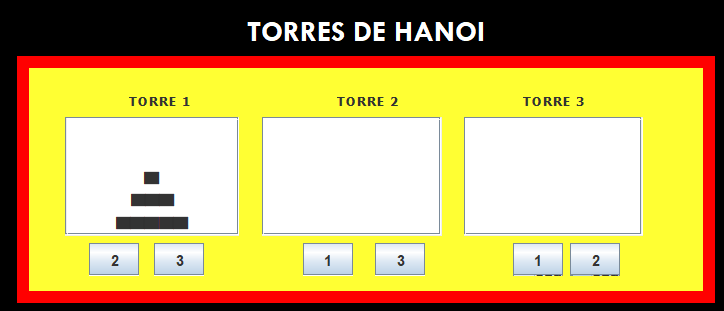 TORRES DE HANOI
TORRE 1 TORRE 2 TORRE 3
2 3 1 3 1 2